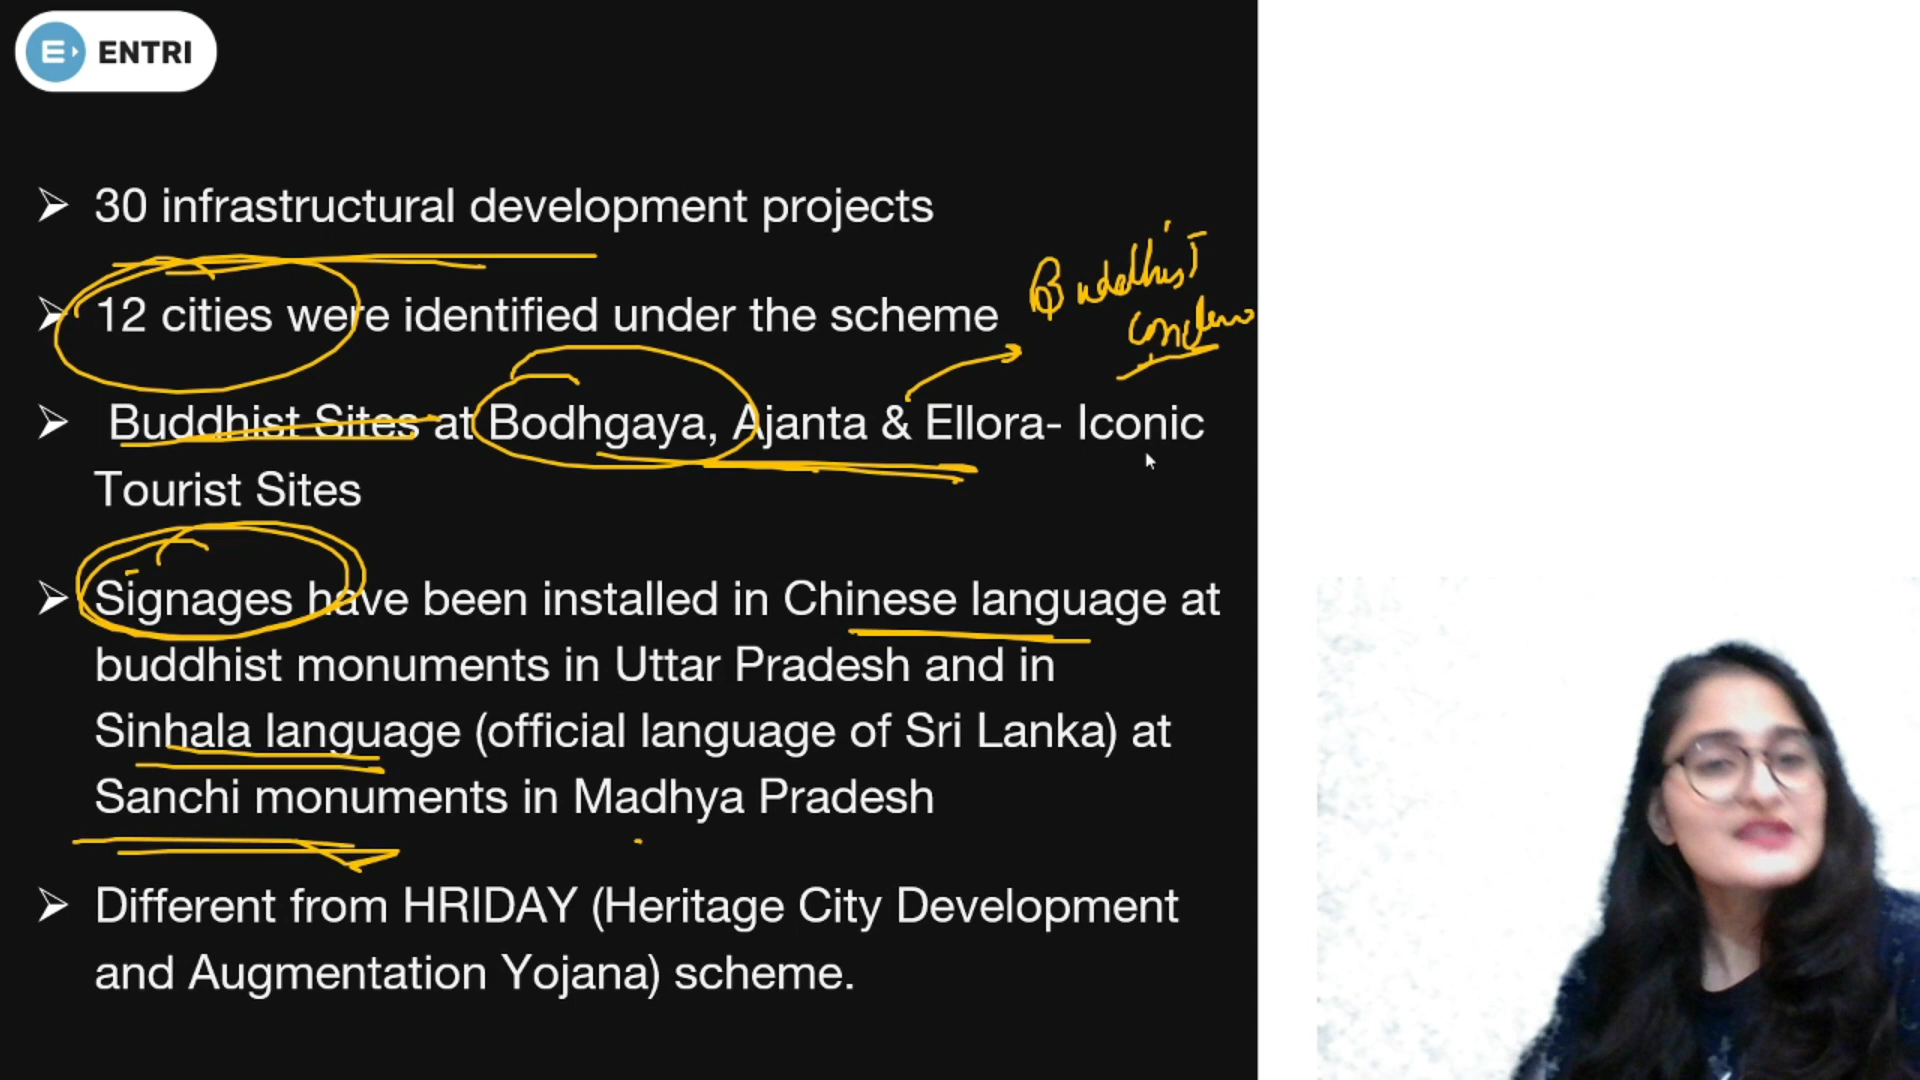 E ENTRI
➢ 30 infrastructural development projects
➢ 12 cities were identified under the scheme
Buddhist
➢ Buddhist Sites at Bodhgaya, Ajanta & Ellora- Iconic
Tourist Sites
➢ Signages have been installed in Chinese language at
buddhist monuments in Uttar Pradesh and in
Sinhala language (official language of Sri Lanka) at
Sanchi monuments in Madhya Pradesh
➢ Different from HRIDAY (Heritage City Development
and Augmentation Yojana) scheme.